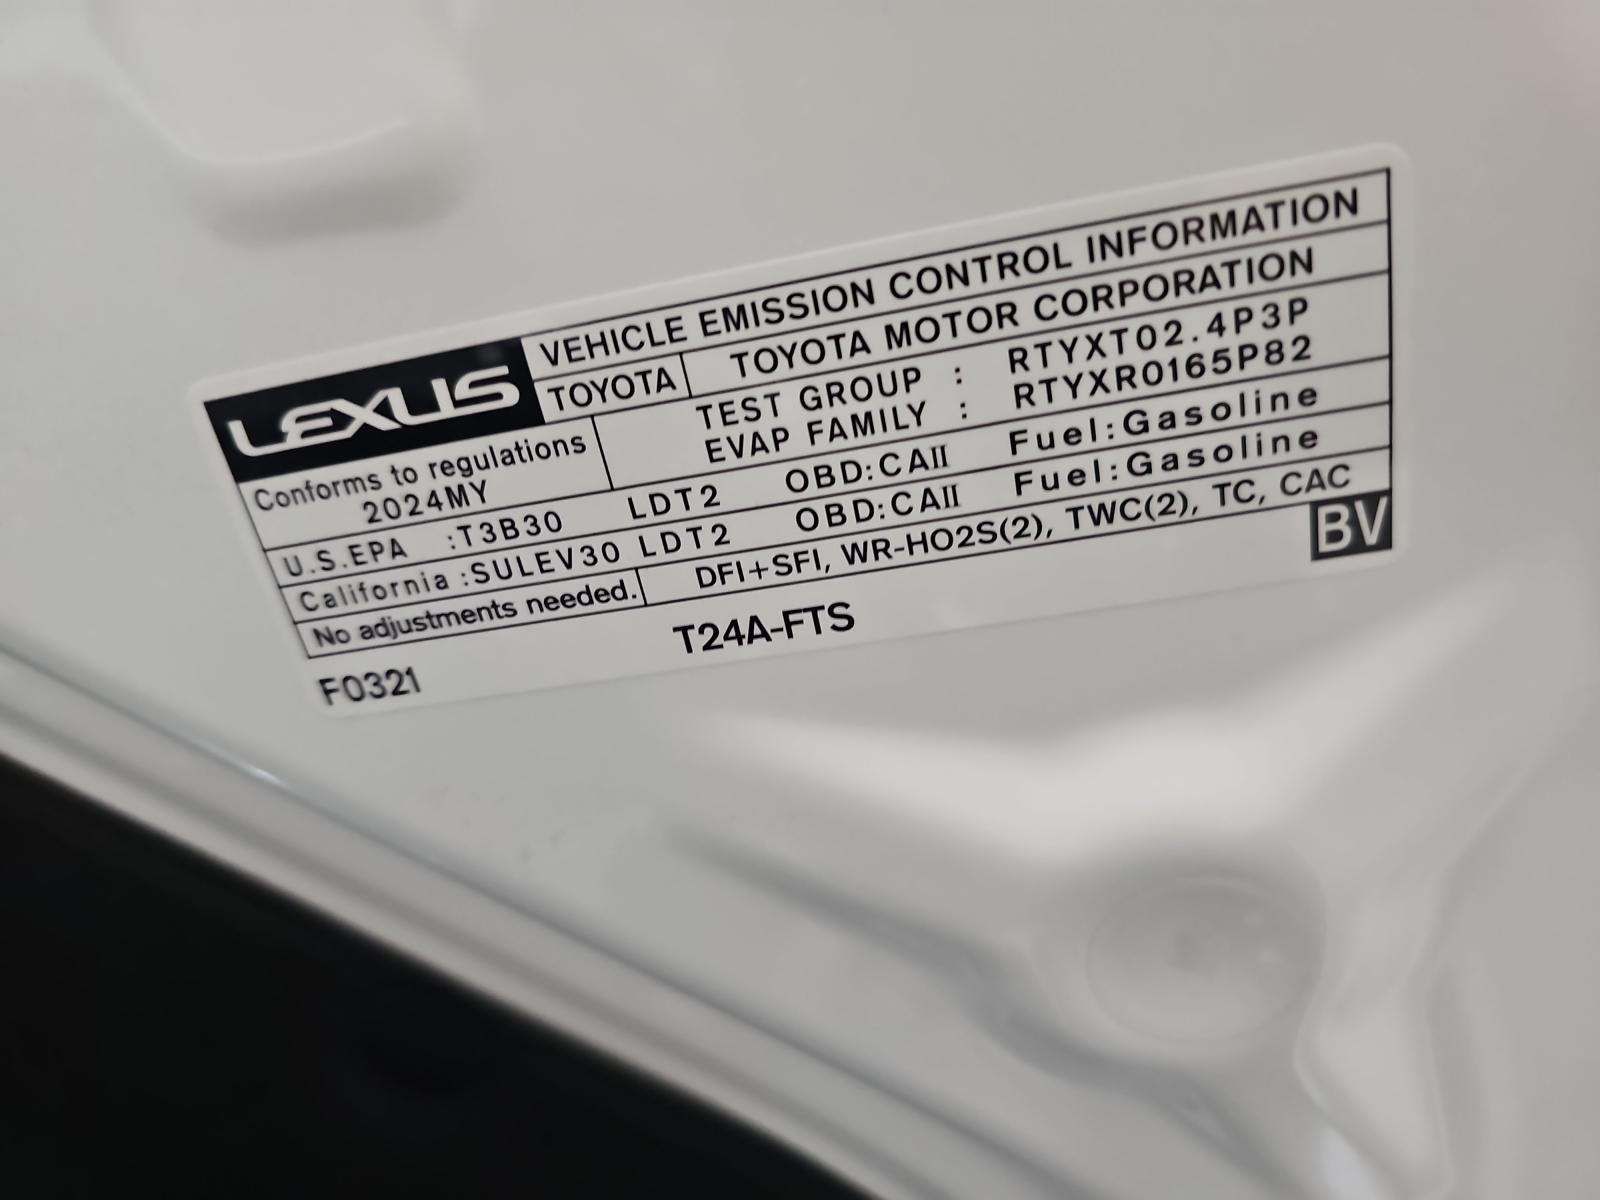 LEXUS
VEHICLE EMISSION CONTROL INFORMATION
TOYOTA TOYOTA MOTOR CORPORATION
Conforms to regulations
2024MY
TEST GROUP : RTYXT02.4P3P
EVAP FAMILY : RTYXR0165P82
U.S.EPA :T3B30 LDT2 OBD:CAII Fuel:Gasoline
California :SULEV30 LDT2 OBD:CAII Fuel:Gasoline
No adjustments needed. DFI+SFI, WR-HO2S(2), TWC(2), TC, CAC
BV
T24A-FTS
F0321